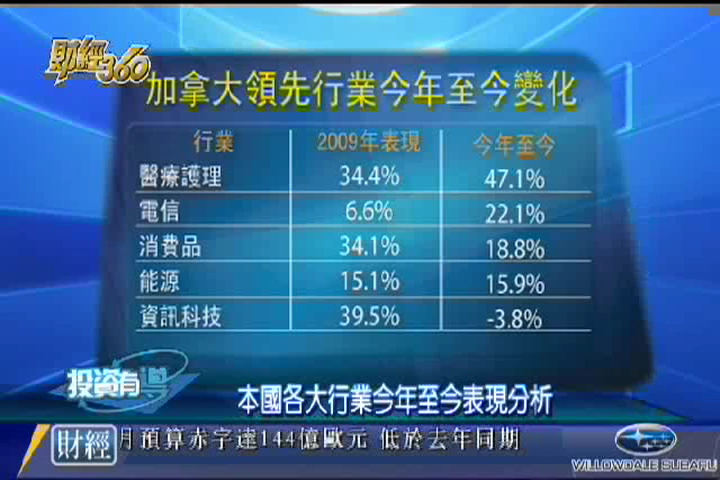 財經360
加拿大領先行業今年至今變化
行業 2009年表現 今年至今
醫療護理 34.4% 47.1%
電信 6.6% 22.1%
消費品 34.1% 18.8%
能源 15.1% 15.9%
資訊科技 39.5% -3.8%
投資有導
本國各大行業今年至今表現分析
財經 月預算赤字達144億歐元 低於去年同期
WILLOWDALE SUBARU